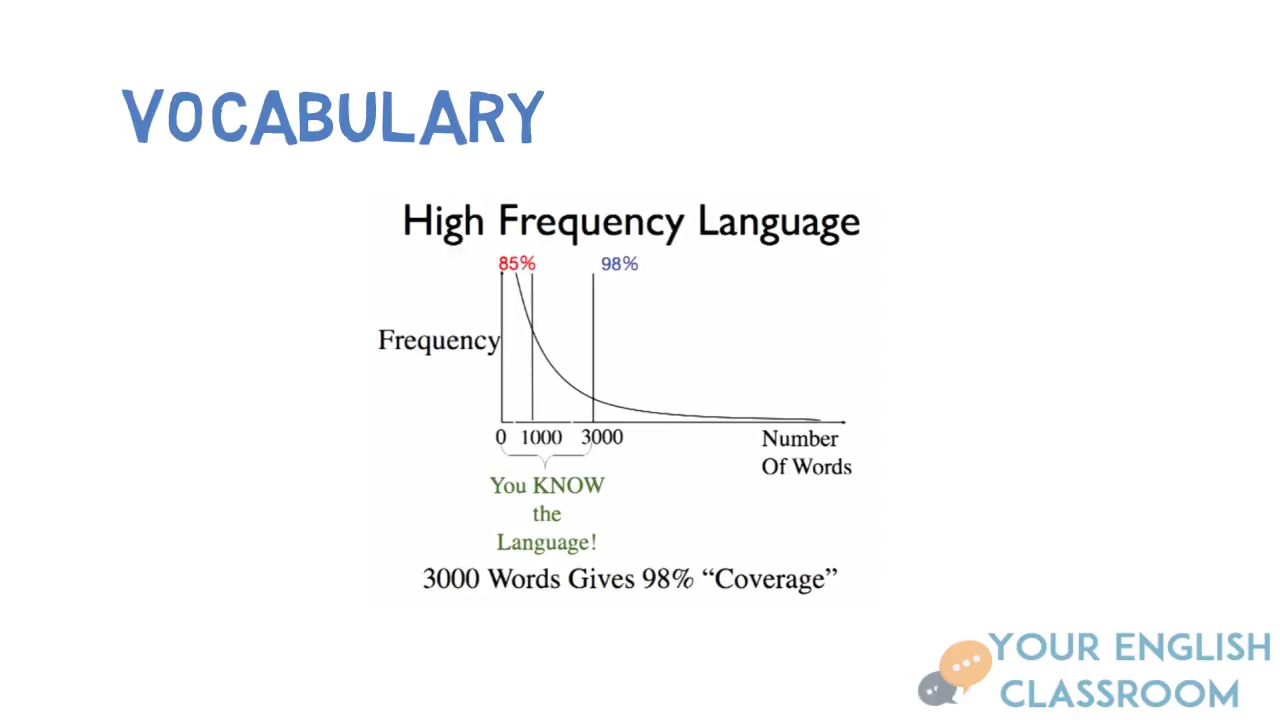 VOCABULARY
High Frequency Language
85% 98%
Frequency
0 1000 3000
Number
Of Words
You KNOW
the
Language!
3000 Words Gives 98% “Coverage”
YOUR ENGLISH
CLASSROOM